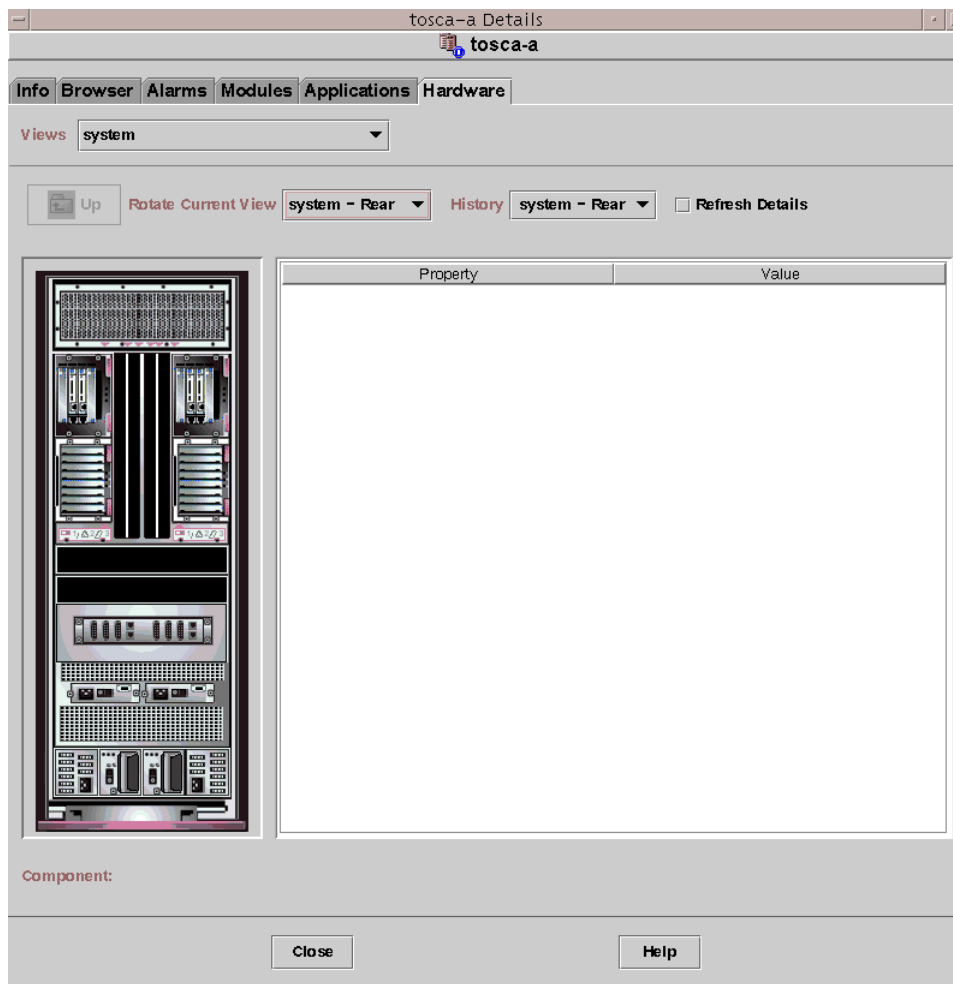 tosca-a Details
tosca-a
Info Browser Alarms Modules Applications Hardware
Views system
Up Rotate Current View system - Rear History system - Rear Refresh Details
Property Value
Component:
Close Help